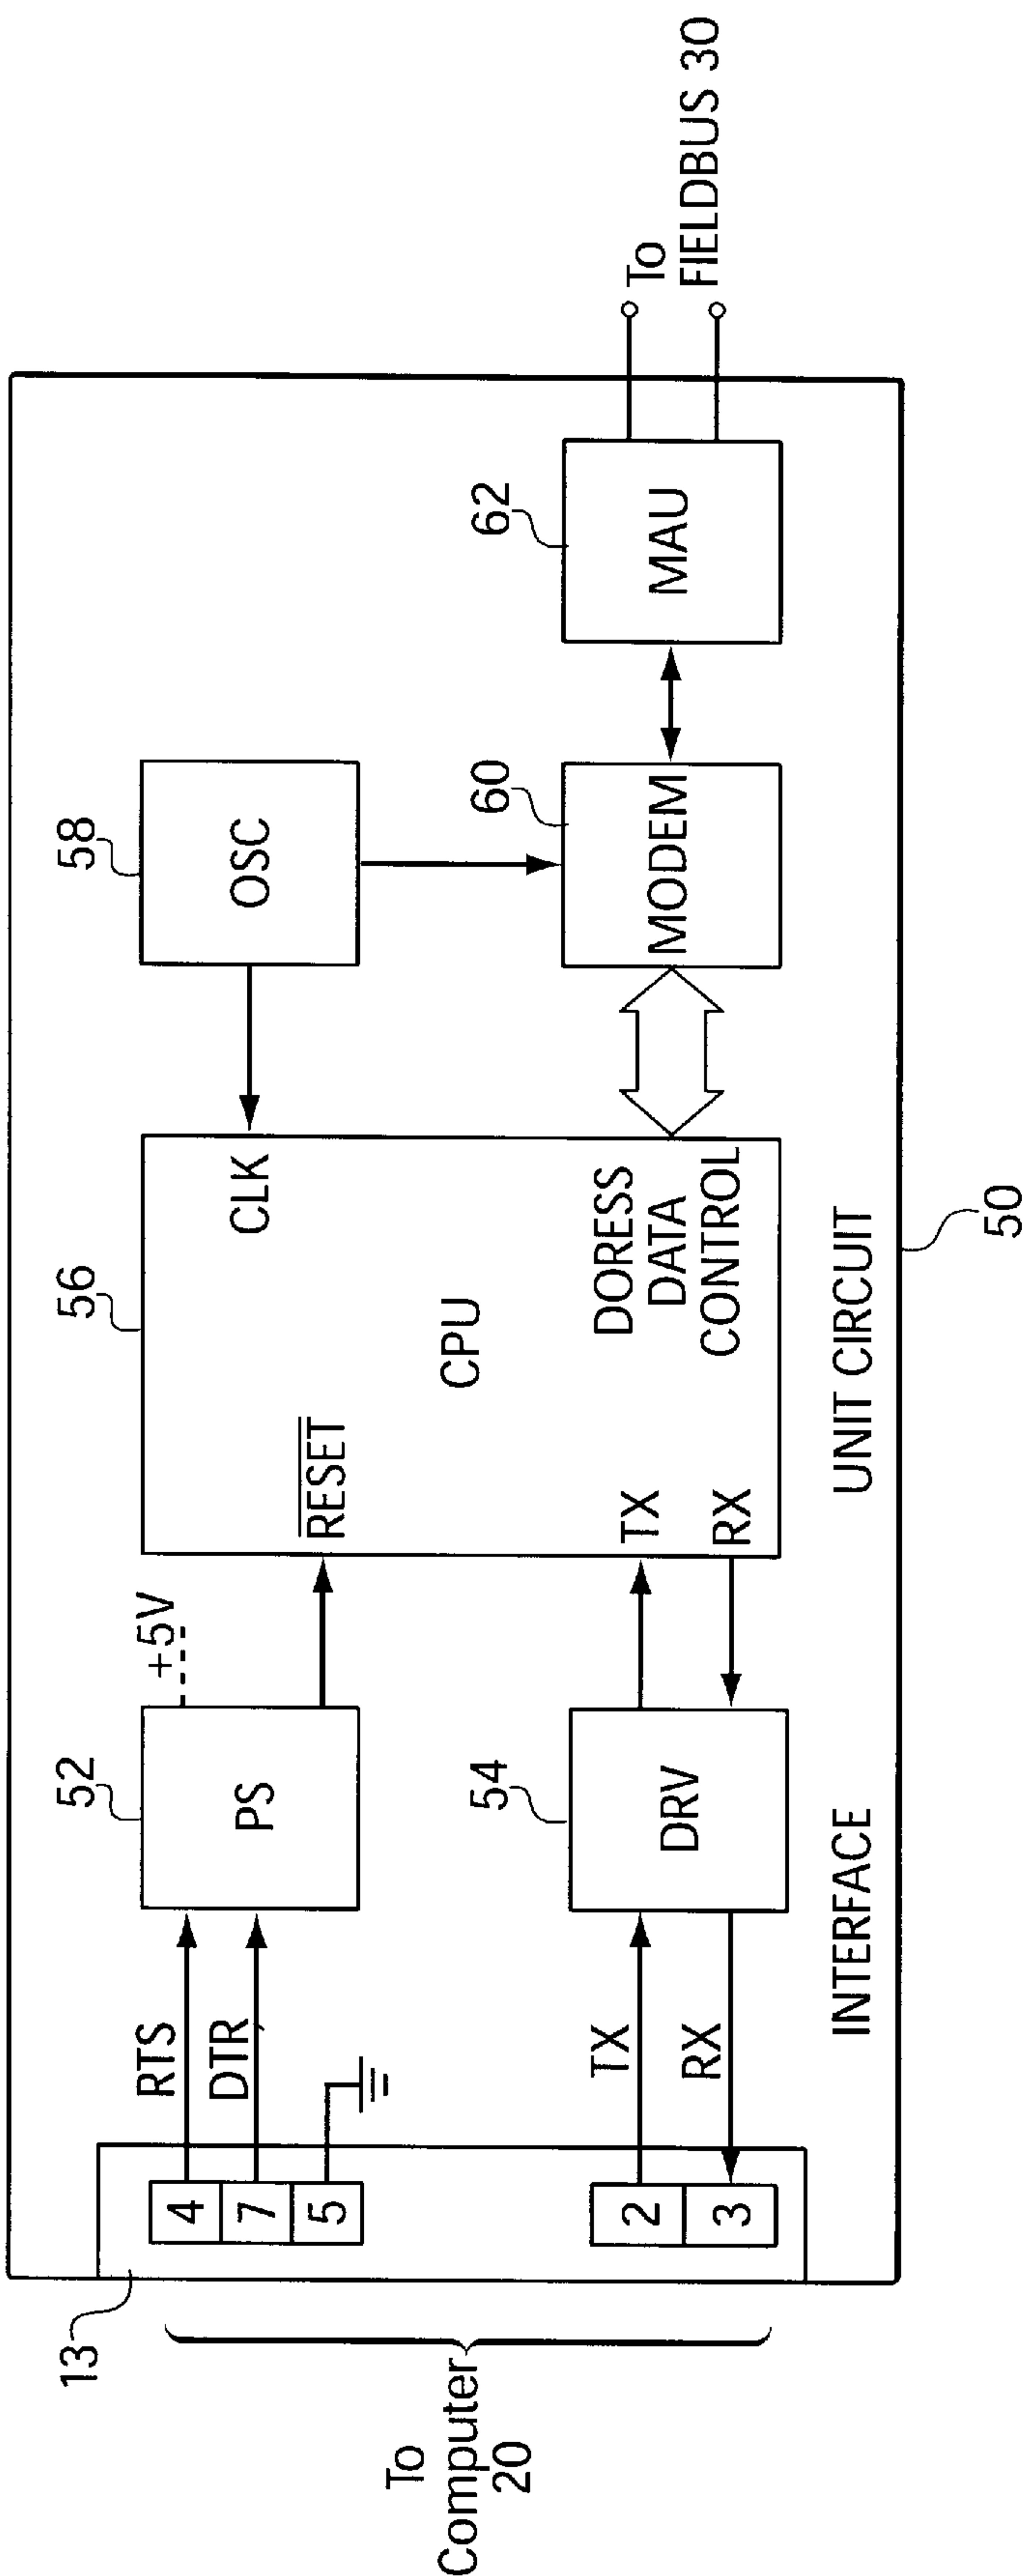 13
To
Computer
20
4
7
5
2
3
RTS
DTR
TX
RX
52
PS
+5V
54
DRV
56
RESET
CPU
CLK
TX
RX
DORESS
DATA
CONTROL
58
OSC
60
MODEM
62
MAU
To
FIELDBUS 30
INTERFACE
UNIT CIRCUIT
50